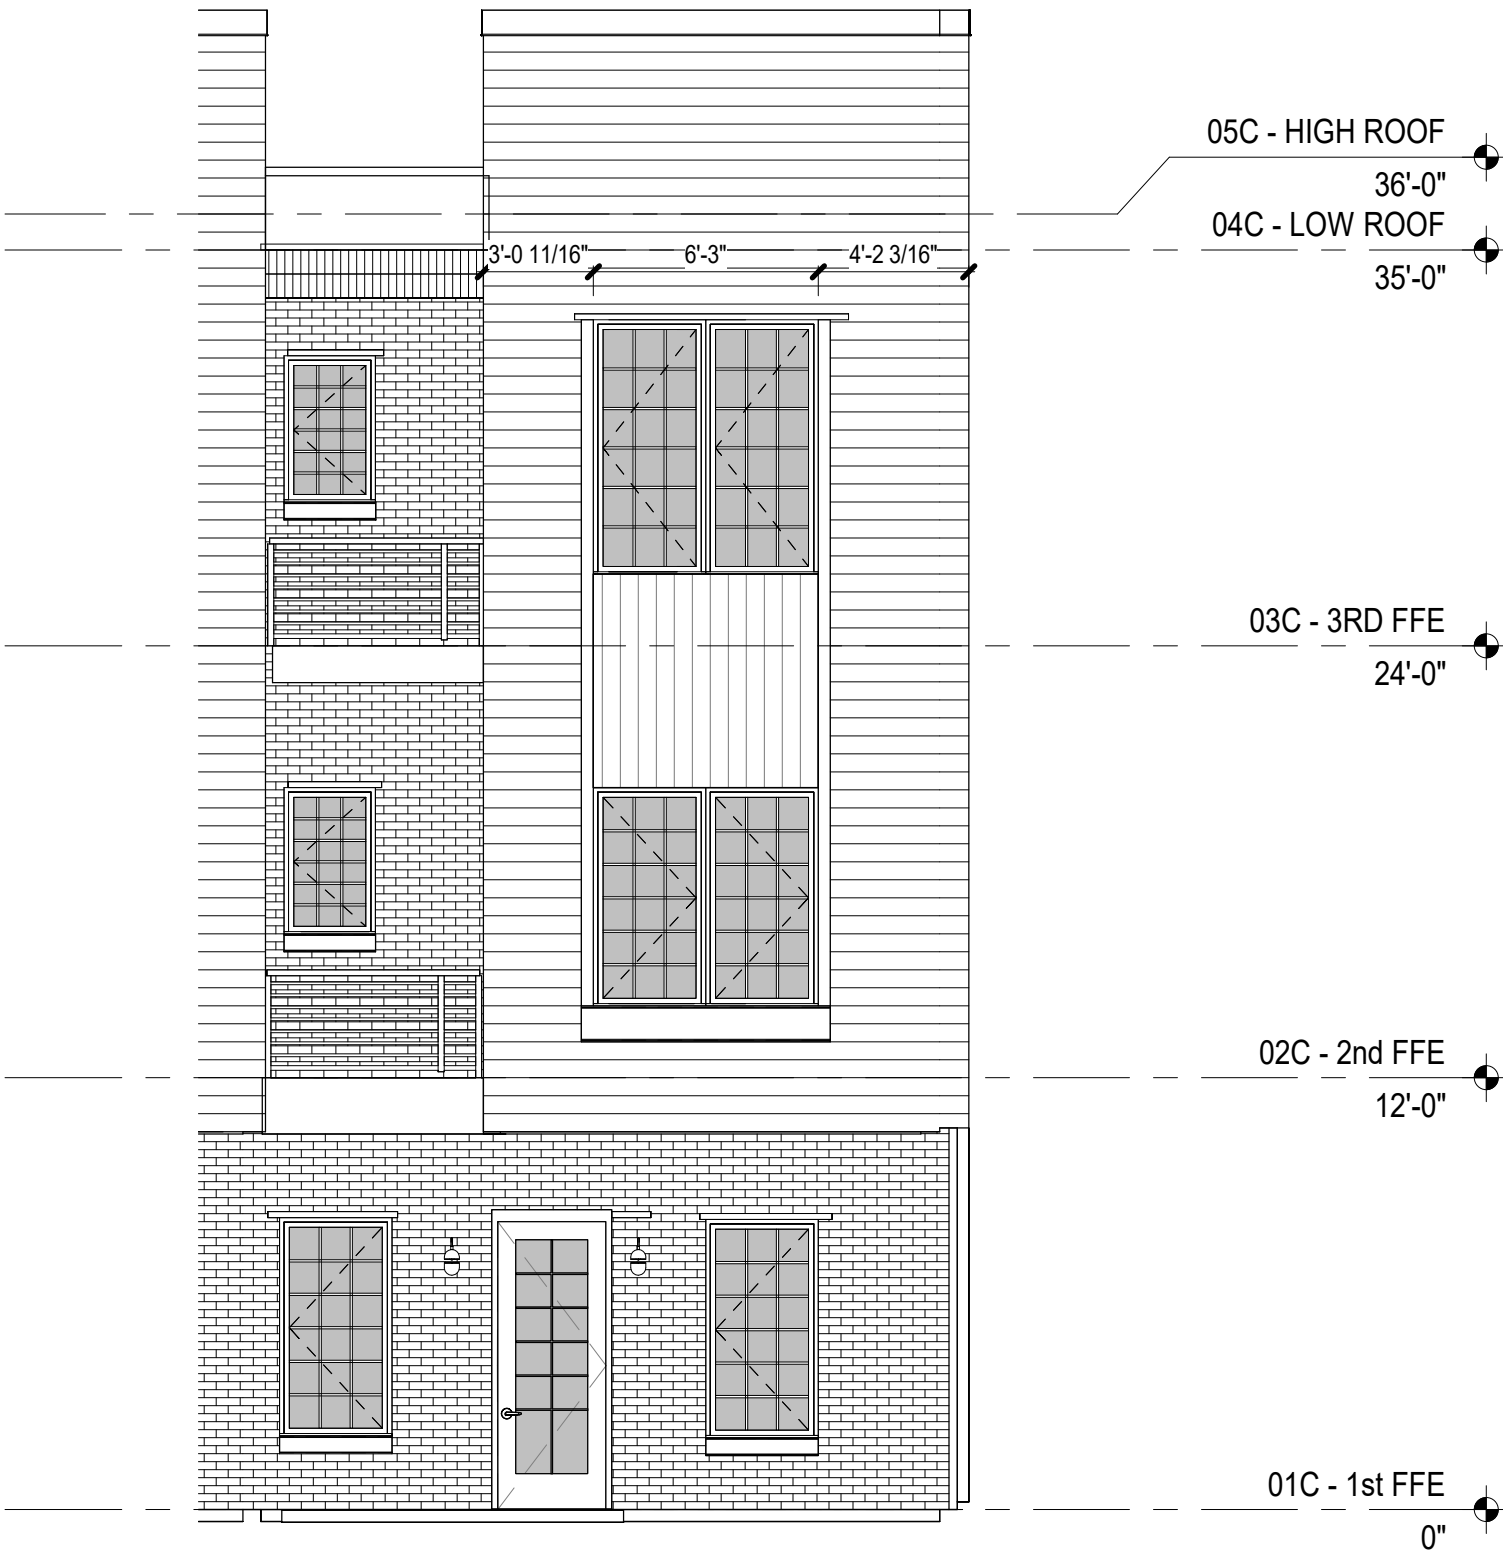 05C - HIGH ROOF
36'-0"
04C - LOW ROOF
3'-0 11/16" 6'-3" 4'-2 3/16"
35'-0"
03C - 3RD FFE
24'-0"
02C - 2nd FFE
12'-0"
01C - 1st FFE
0"